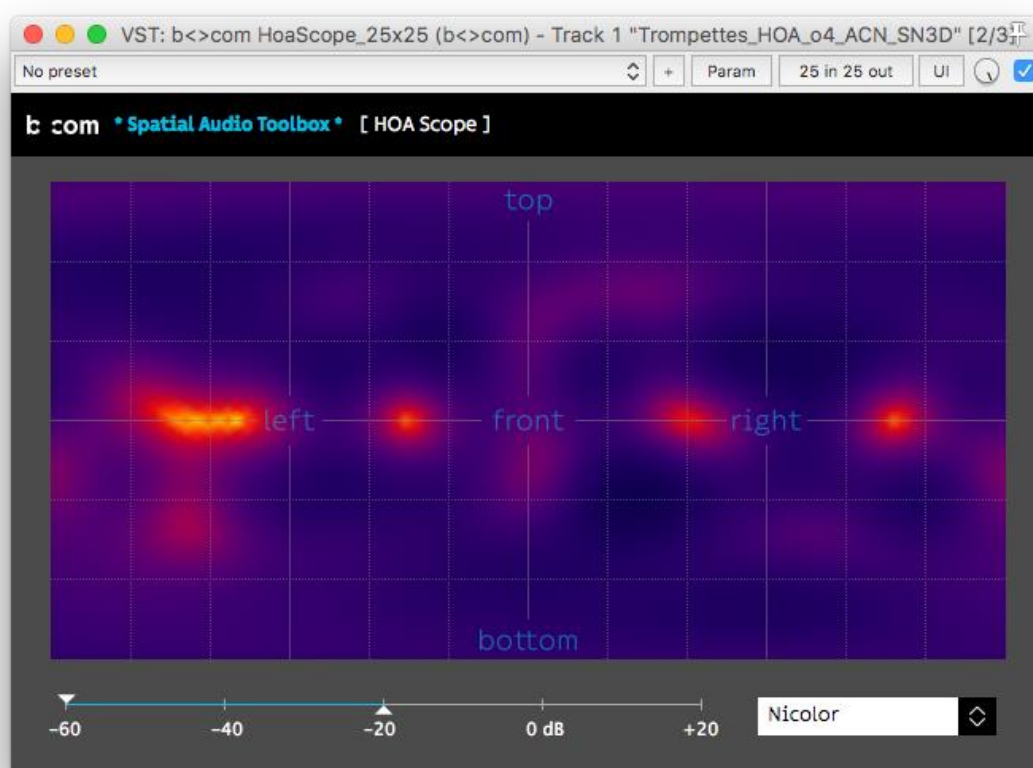 VST: b<>com HoaScope_25x25 (b<>com) - Track 1 "Trompettes_HOA_o4_ACN_SN3D" [2/3]
No preset + Param 25 in 25 out UI
b com * Spatial Audio Toolbox * [ HOA Scope ]
top
left front right
bottom
-60 -40 -20 0 dB +20 Nicolor